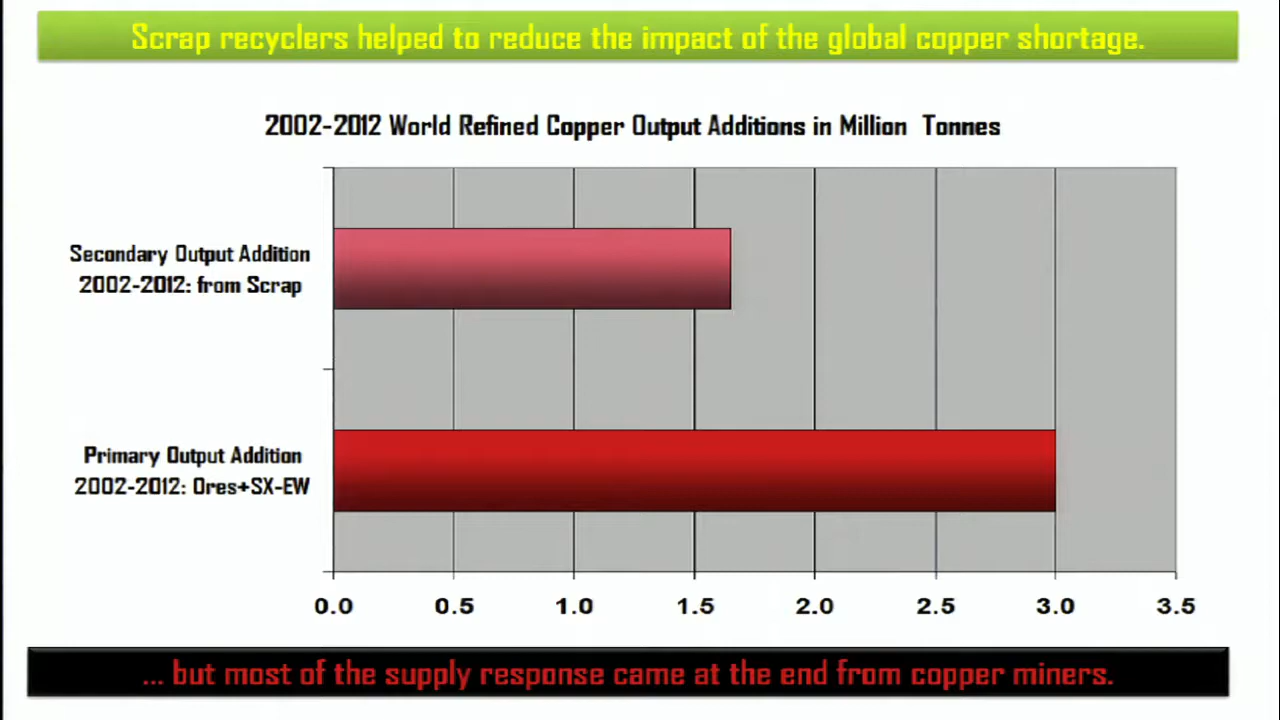 Scrap recyclers helped to reduce the impact of the global copper shortage.
2002-2012 World Refined Copper Output Additions in Million Tonnes
Secondary Output Addition
2002-2012: from Scrap
Primary Output Addition
2002-2012: Ores+SX-EW
0.0 0.5 1.0 1.5 2.0 2.5 3.0 3.5
... but most of the supply response came at the end from copper miners.